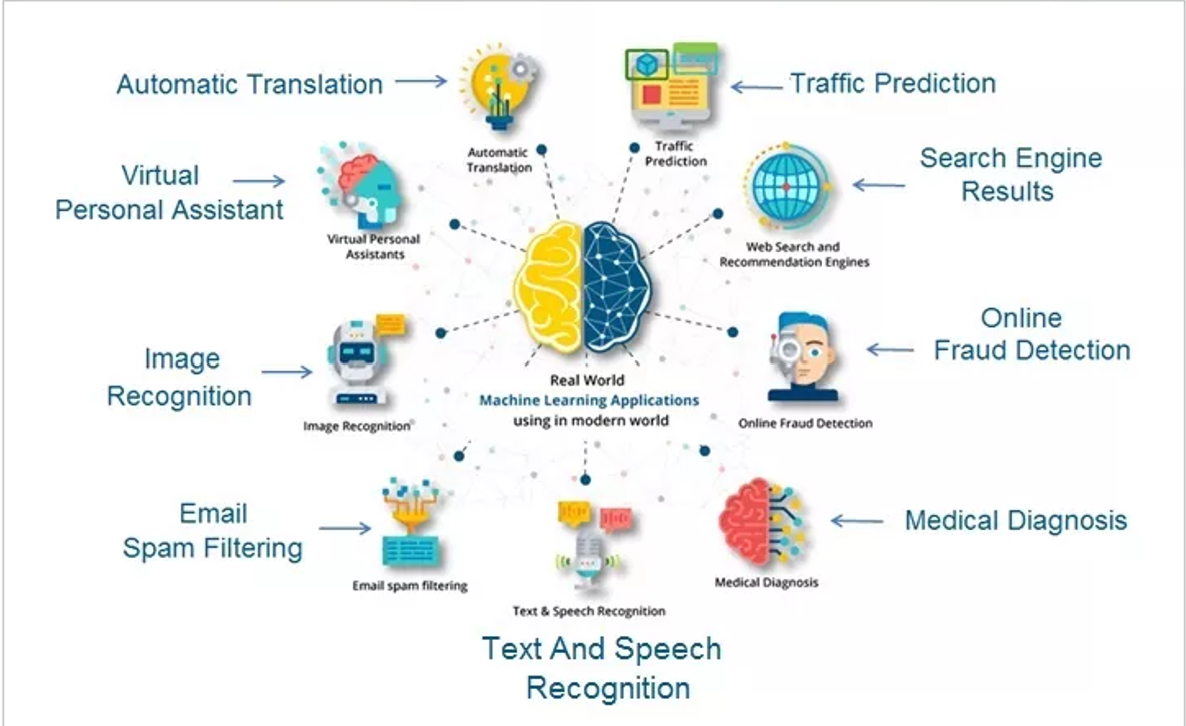 Automatic Translation
Traffic Prediction
Automatic
Translation
Traffic
Prediction
Virtual
Personal Assistant
Search Engine
Results
Virtual Personal
Assistants
Web Search and
Recommendation Engines
Image
Recognition
Online
Fraud Detection
Real World
Machine Learning Applications
using in modern world
Image Recognition
Online Fraud Detection
Email
Spam Filtering
Medical Diagnosis
Email spam filtering
Medical Diagnosis
Text & Speech Recognition
Text And Speech
Recognition